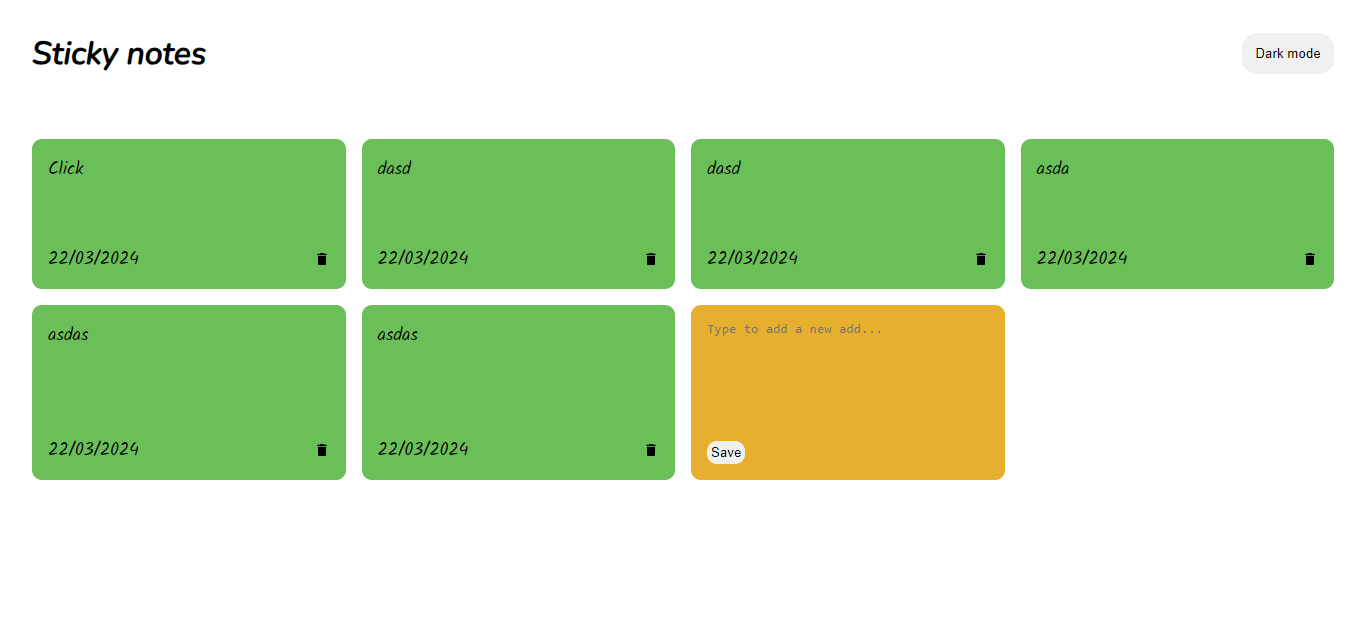 Sticky notes
Dark mode
Click
22/03/2024
dasd
22/03/2024
dasd
22/03/2024
asda
22/03/2024
asdas
22/03/2024
asdas
22/03/2024
Type to add a new add...
Save